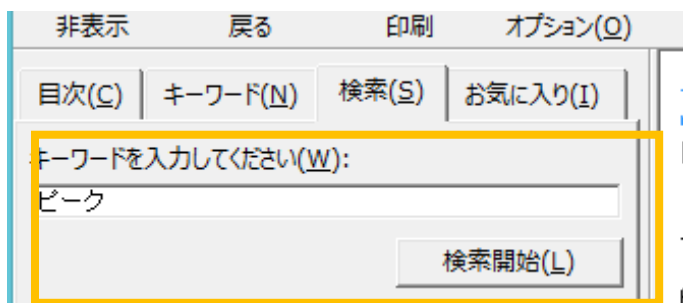 非表示 戻る 印刷 オプション(O)
目次(C) キーワード(N) 検索(S) お気に入り(I)
キーワードを入力してください(W):
ピーク
検索開始(L)